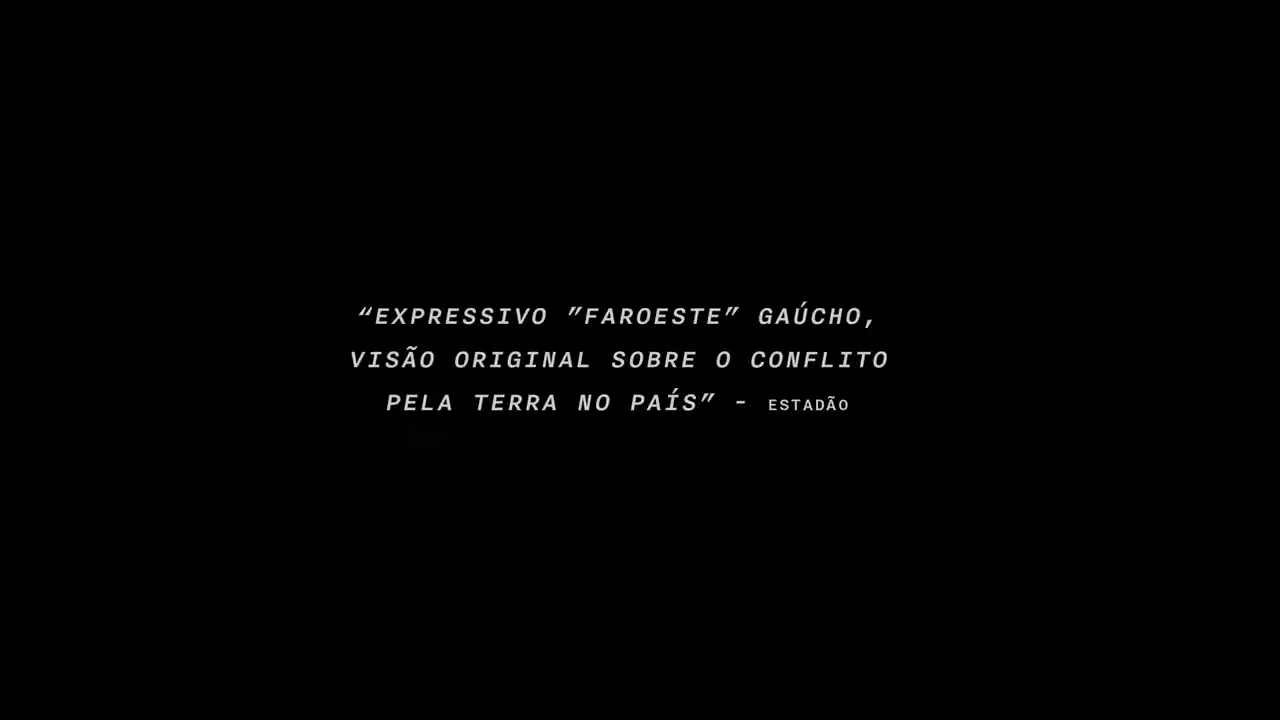 “EXPRESSIVO ”FAROESTE” GAÚCHO,
VISÃO ORIGINAL SOBRE O CONFLITO
PELA TERRA NO PAÍS” - ESTADÃO